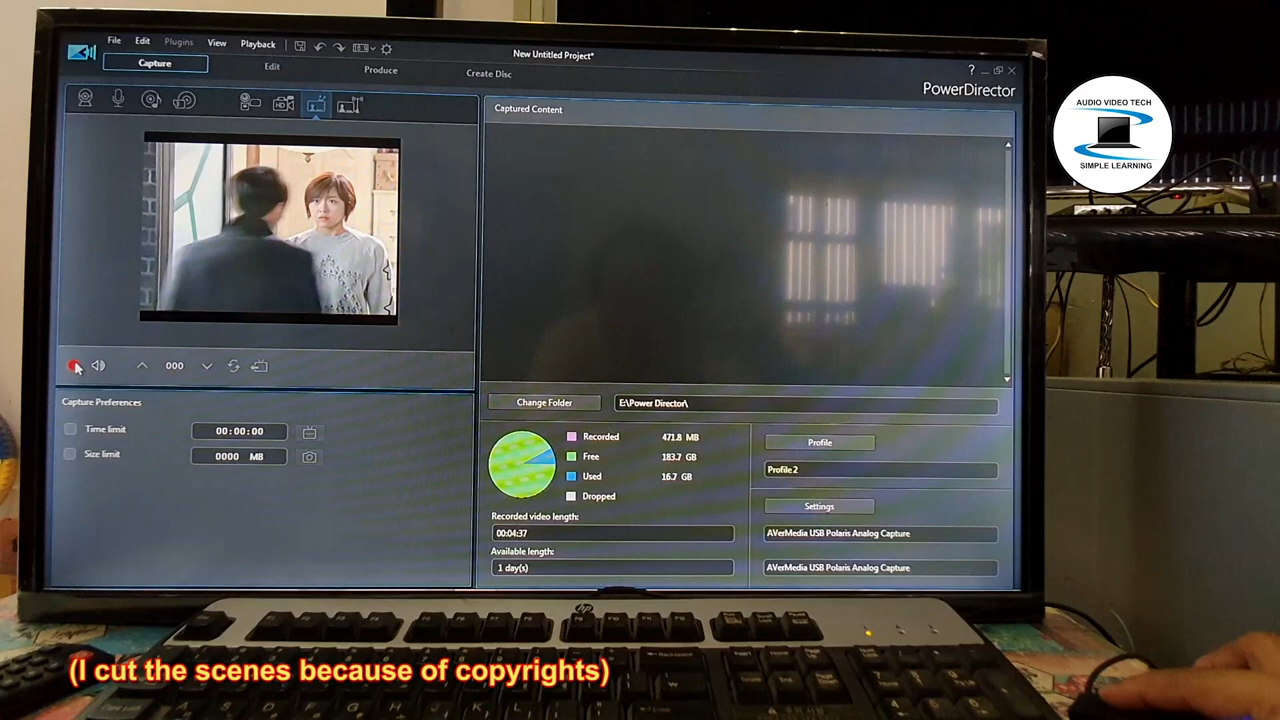 File Edit Plugins View Playback
New Untitled Project*
Capture Edit Produce Create Disc
PowerDirector
AUDIO VIDEO TECH
SIMPLE LEARNING
Captured Content
HD
000
Capture Preferences
Time limit 00:00:00
Size limit 0000 MB
Change Folder E:\Power Director\
Recorded 471.8 MB
Free 183.7 GB
Used 16.7 GB
Dropped
Recorded video length:
00:04:37
Available length:
1 day(s)
Profile
Profile 2
Settings
AVerMedia USB Polaris Analog Capture
AVerMedia USB Polaris Analog Capture
hp
(I cut the scenes because of copyrights)